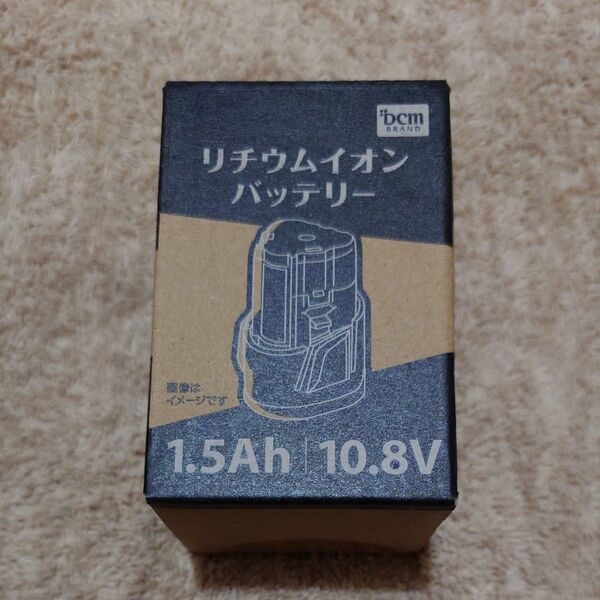 DCM
BRAND
リチウムイオン
バッテリー
画像は
イメージです
1.5Ah | 10.8V